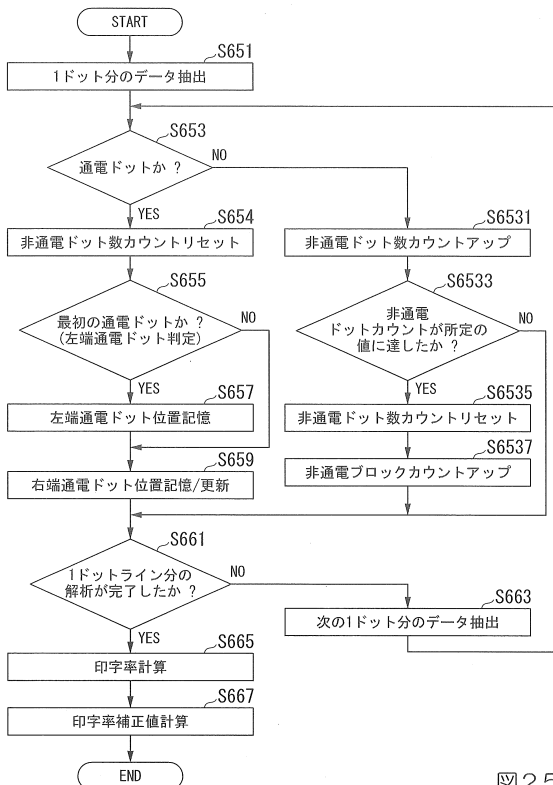 START
S651
1ドット分のデータ抽出
S653
通電ドットか ?
NO
YES
S654
非通電ドット数カウントリセット
S6531
非通電ドット数カウントアップ
S655
最初の通電ドットか ?
(左端通電ドット判定)
NO
YES
S6533
非通電
ドットカウントが所定の
値に達したか ?
NO
YES
S657
左端通電ドット位置記憶
S6535
非通電ドット数カウントリセット
S659
右端通電ドット位置記憶/更新
S6537
非通電ブロックカウントアップ
S661
1ドットライン分の
解析が完了したか ?
NO
YES
S663
次の1ドット分のデータ抽出
S665
印字率計算
S667
印字率補正値計算
END
図25